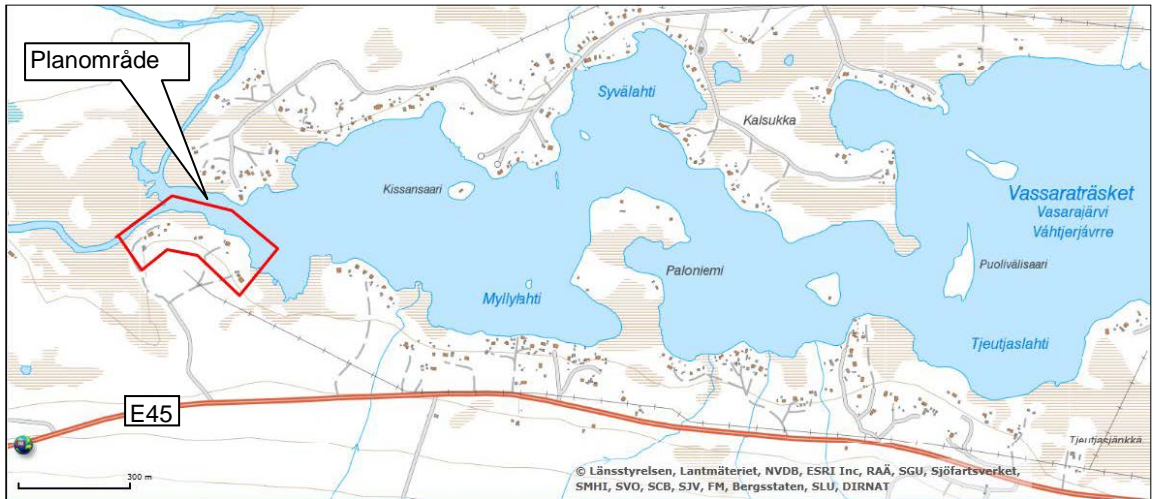 Planområde
Syvälahti
Kalsukka
Kissansaari
Vassaraträsket
Vasarajärvi
Váhtjerjávrre
Puolivälisaari
Paloniemi
Myllylahti
Tjeutjaslahti
E45
Tjeutjasjänkkä
300 m
© Länsstyrelsen, Lantmäteriet, NVDB, ESRI Inc, RAÄ, SGU, Sjöfartsverket,
SMHI, SVO, SCB, SJV, FM, Bergsstaten, SLU, DIRNAT